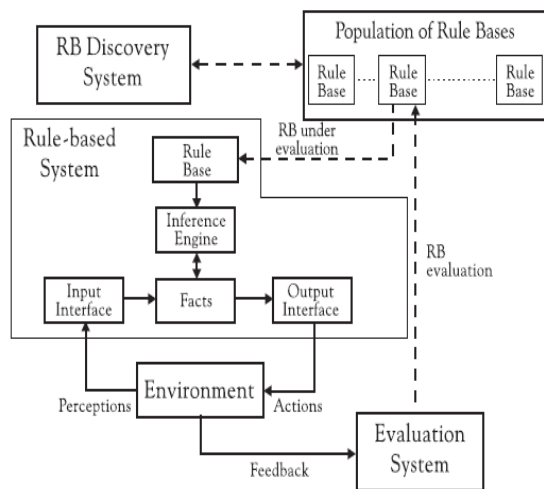 RB Discovery
System
Population of Rule Bases
Rule
Base
Rule
Base
Rule
Base
RB under
evaluation
Rule-based
System
Rule
Base
Inference
Engine
RB
evaluation
Input
Interface
Facts
Output
Interface
Environment
Perceptions
Actions
Feedback
Evaluation
System